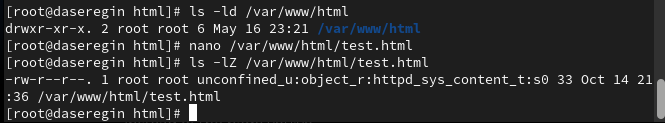 [root@daseregin html]# ls -ld /var/www/html
drwxr-xr-x. 2 root root 6 May 16 23:21 /var/www/html
[root@daseregin html]# nano /var/www/html/test.html
[root@daseregin html]# ls -lZ /var/www/html/test.html
-rw-r--r--. 1 root root unconfined_u:object_r:httpd_sys_content_t:s0 33 Oct 14 21
:36 /var/www/html/test.html
[root@daseregin html]#